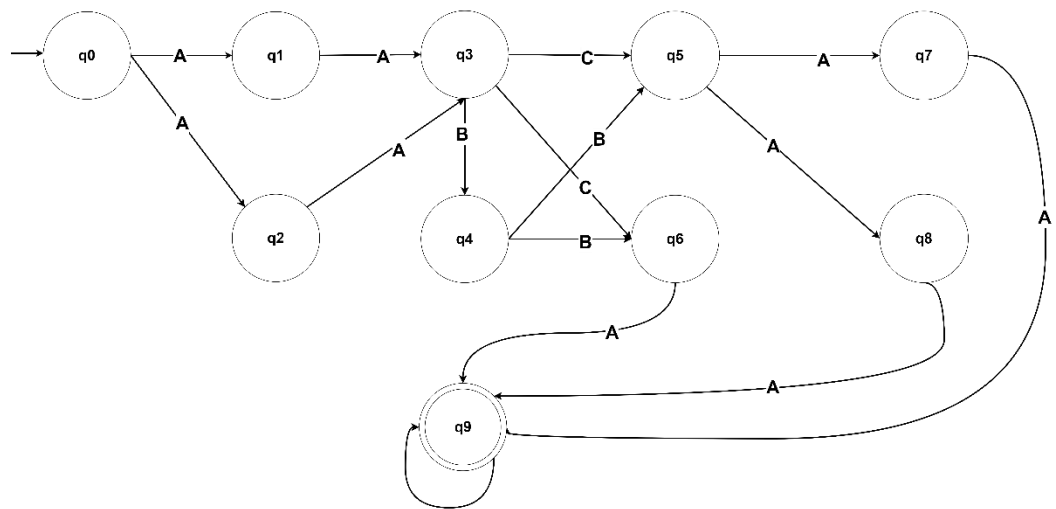 q0 A q1 A q3 C q5 A q7
A B B A
A C A
q2 q4 B q6 q8
A
A
q9